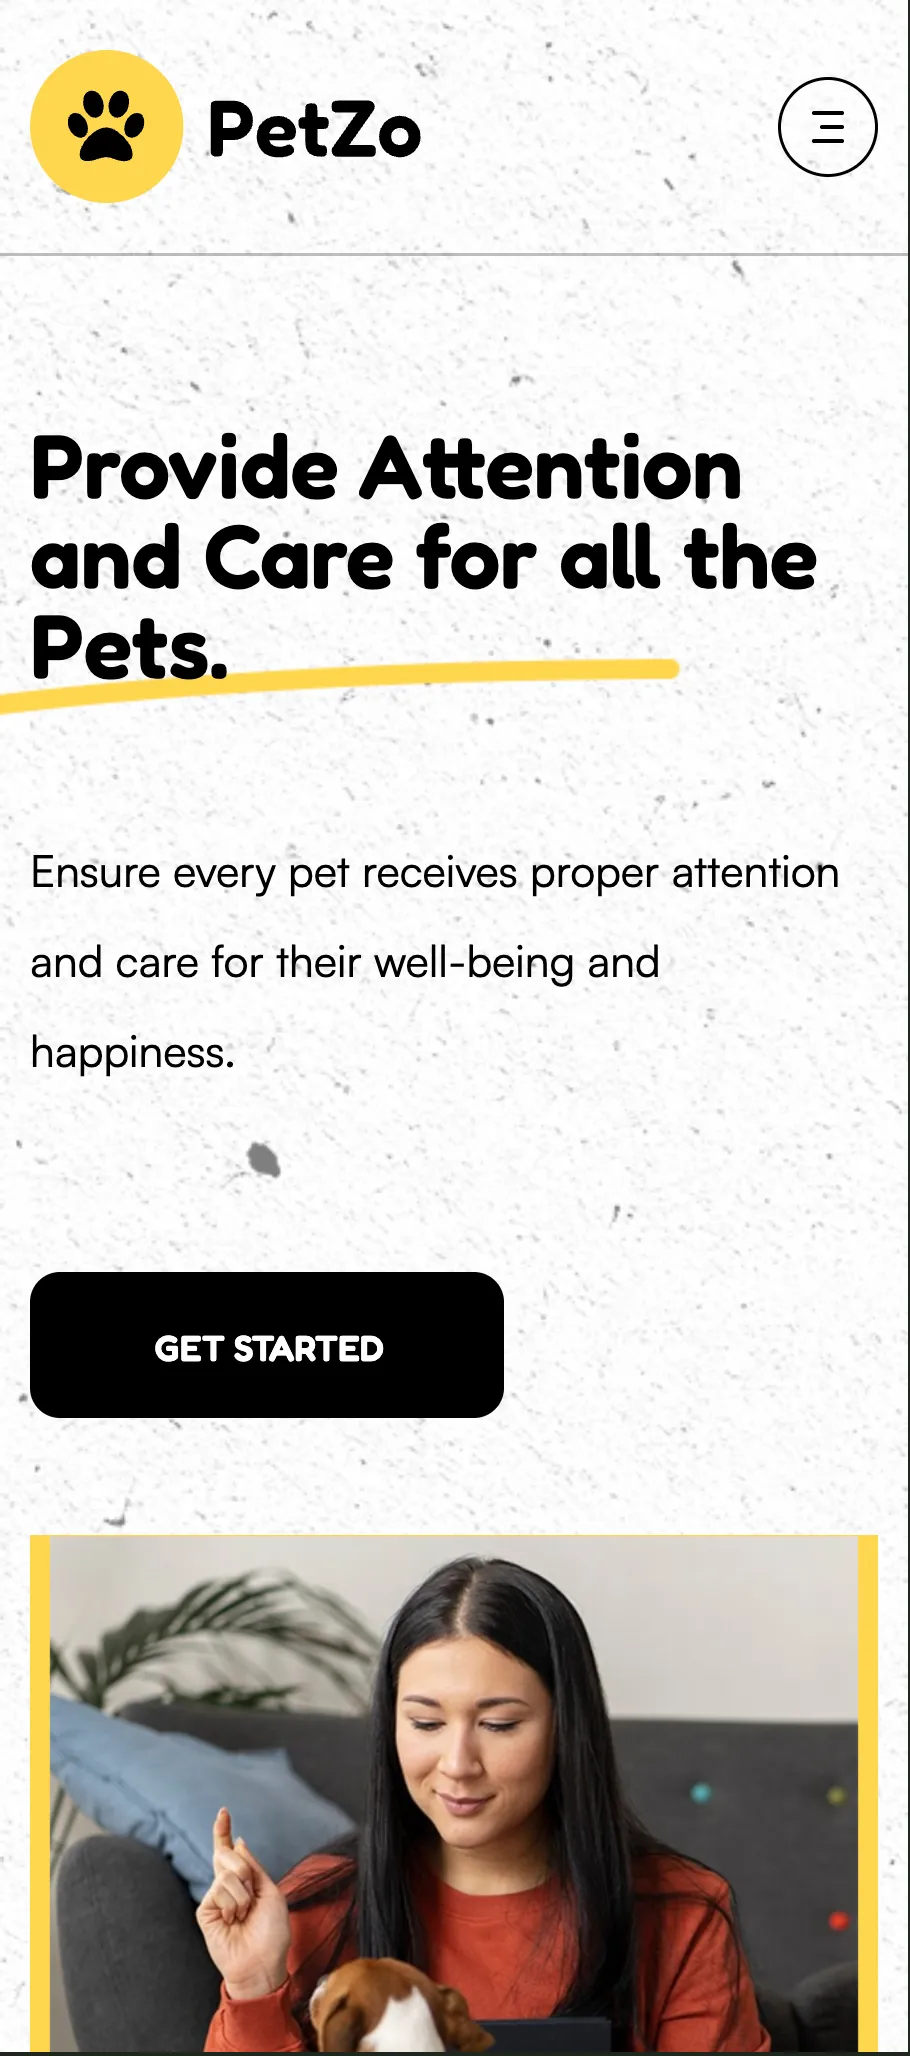 PetZo
Provide Attention
and Care for all the
Pets.
Ensure every pet receives proper attention
and care for their well-being and
happiness.
GET STARTED